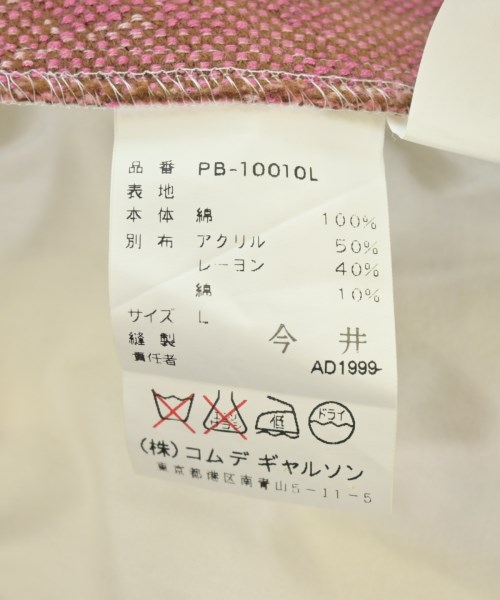 品番 PB-10010L
表地
本体 綿 100%
別布 アクリル 50%
レーヨン 40%
綿 10%
サイズ L
縫製 今井
責任者 AD1999
低 ドライ
(株)コムデギャルソン
東京都港区南青山5-11-5